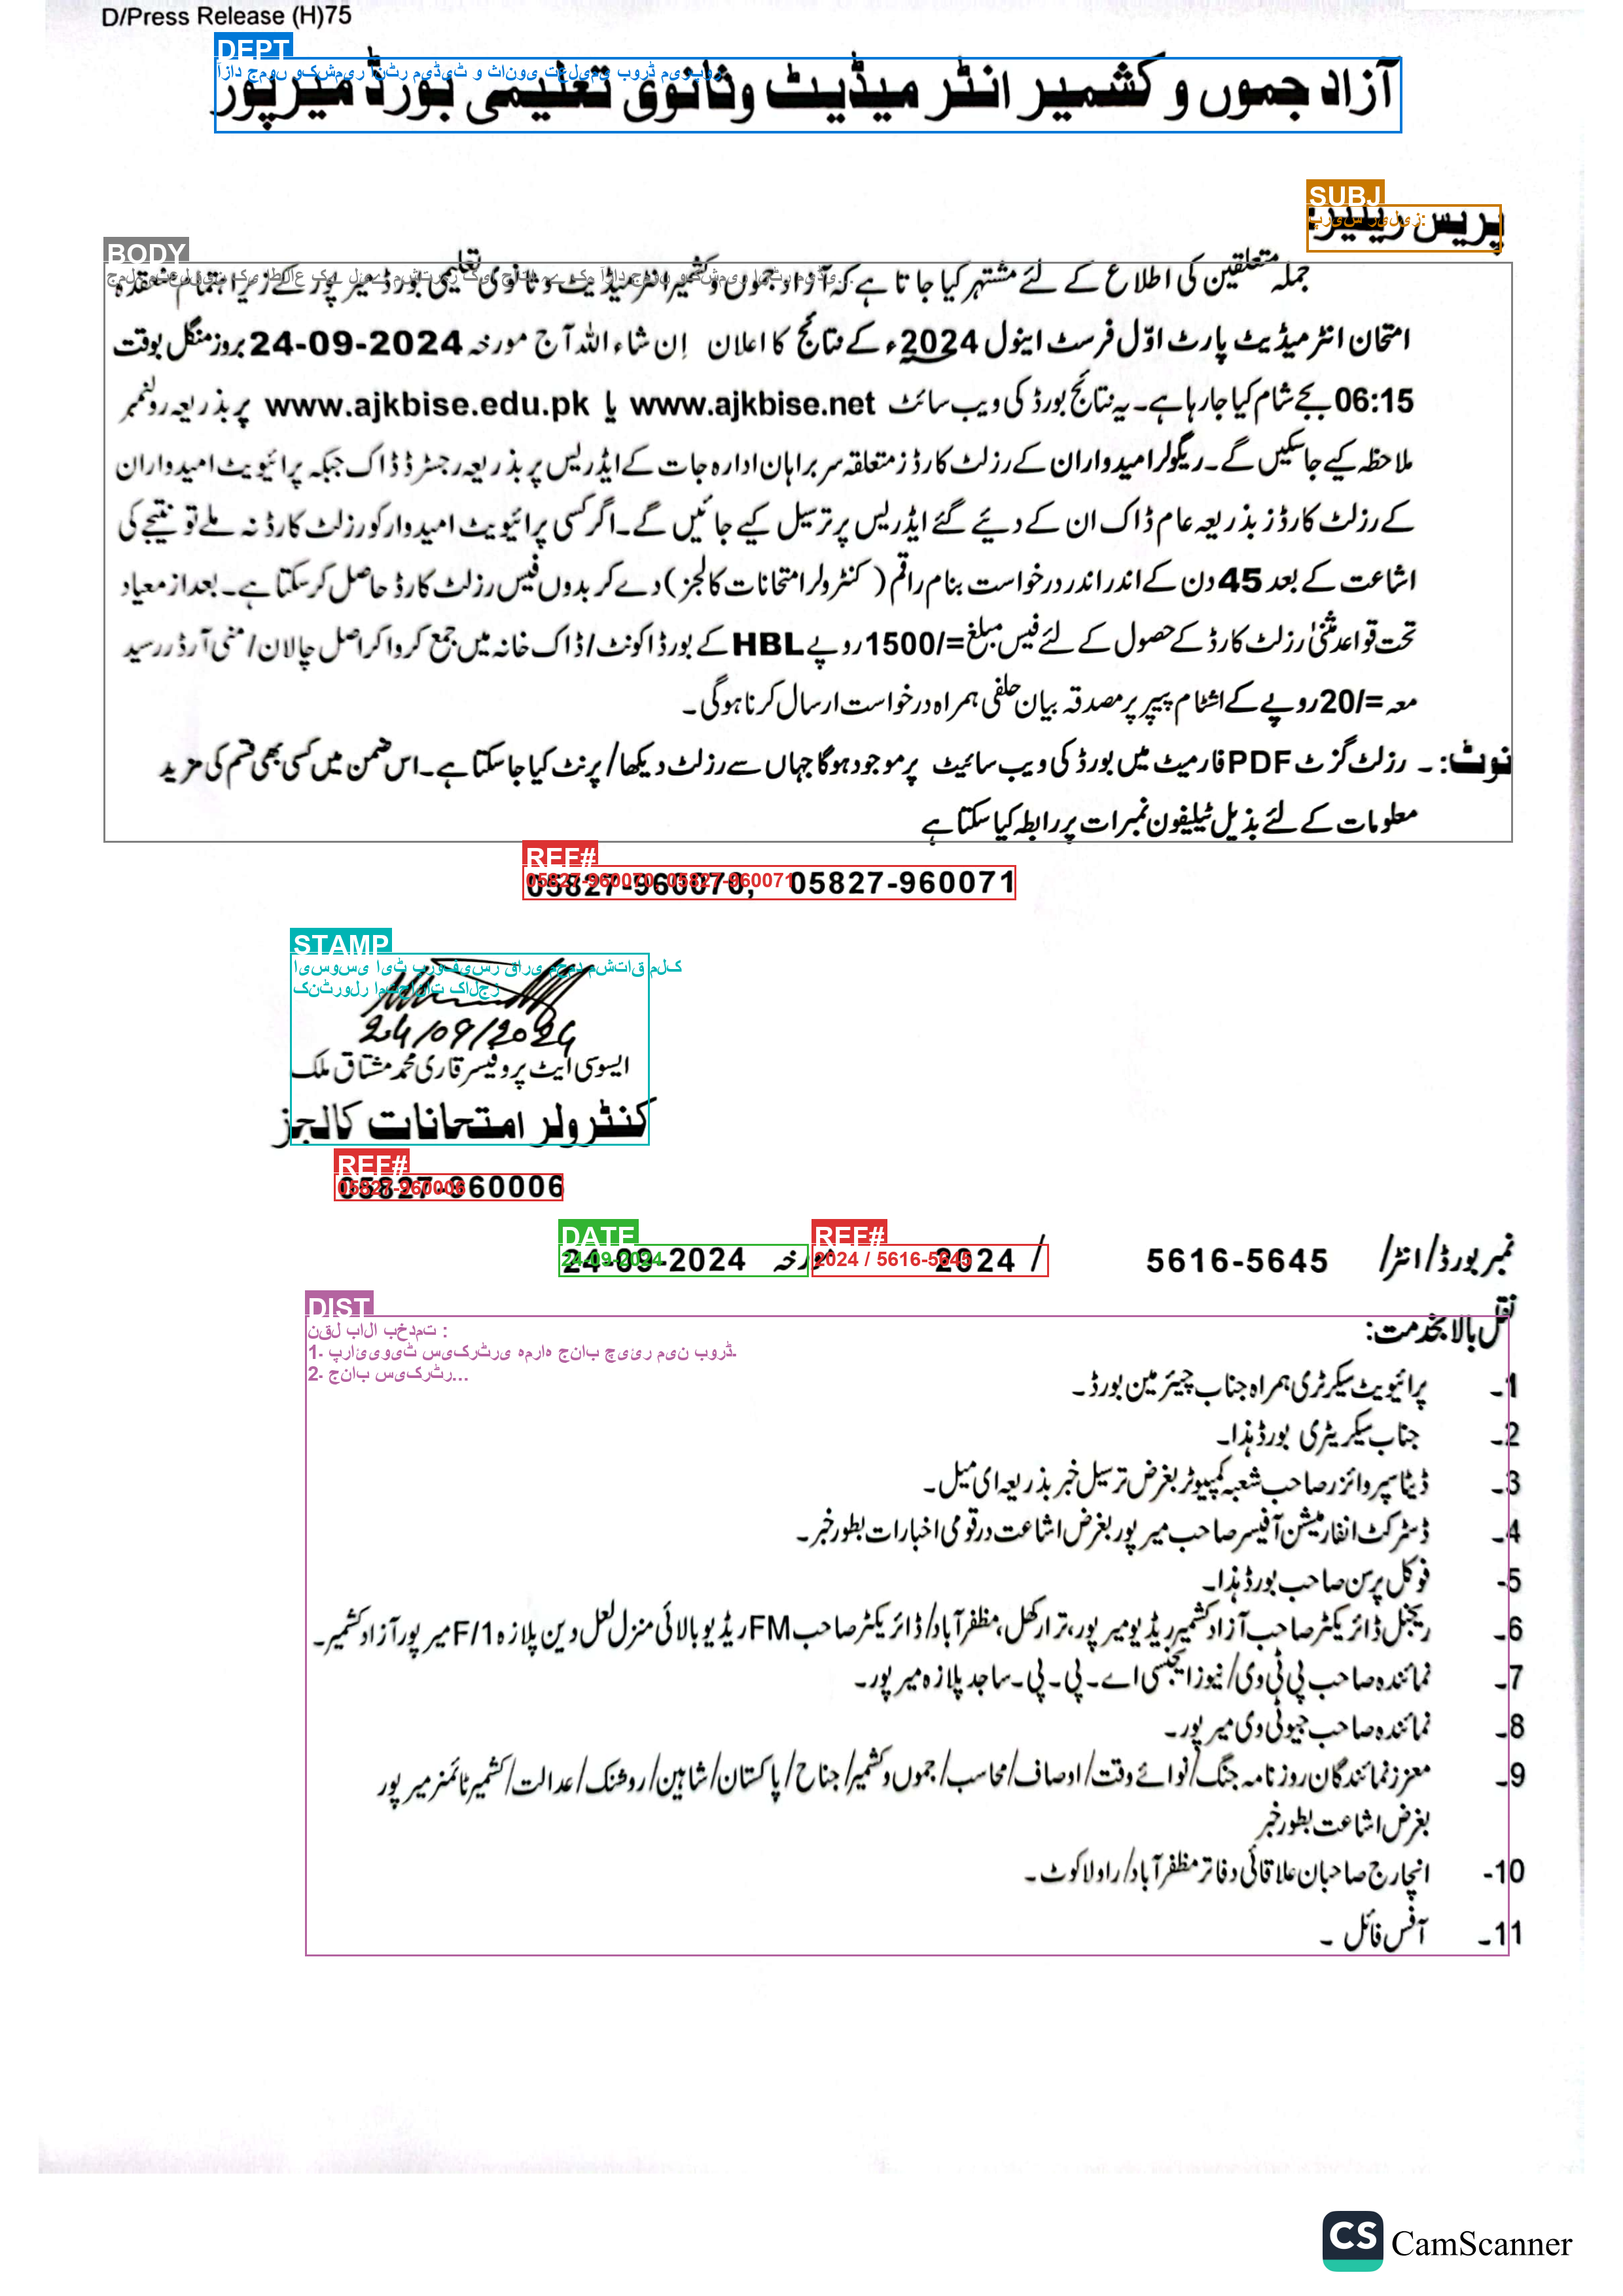 D/Press Release (H)75
DEPT
آزاد جموں و کشمیر انٹر میڈیٹ وثانوی تعلیمی بورڈ میرپور
SUBJ
پریس ریلیز:
BODY
جملہ متعلقین کی اطلاع کے لئے مشتہر کیا جاتا ہے کہ آزاد جموں و کشمیر انٹرمیڈیٹ و ثانوی تعلیمی بورڈ میرپور کے زیر اہتمام منعقدہ
امتحان انٹرمیڈیٹ پارٹ اوّل فرسٹ اینول 2024ء کے نتائج کا اعلان اِن شاء اللہ آج مورخہ 24-09-2024 بروز منگل بوقت
06:15 بجے شام کیا جا رہا ہے۔ یہ نتائج بورڈ کی ویب سائٹ www.ajkbise.net یا www.ajkbise.edu.pk پر بذریعہ رولنمبر
ملاحظہ کیے جاسکیں گے۔ ریگولر امیدواران کے رزلٹ کارڈز متعلقہ سربراہان ادارہ جات کے ایڈریس پر بذریعہ رجسٹرڈ ڈاک جبکہ پرائیویٹ امیدواران
کے رزلٹ کارڈز بذریعہ عام ڈاک ان کے دیئے گئے ایڈریس پر ترسیل کیے جائیں گے۔ اگر کسی پرائیویٹ امیدوار کو رزلٹ کارڈ نہ ملے تو نتیجے کی
اشاعت کے بعد 45 دن کے اندر اندر درخواست بنام راقم (کنٹرولر امتحانات کالجز) دے کر بدوں فیس رزلٹ کارڈ حاصل کر سکتا ہے۔ بعد از معیاد
تحت قواعد مثنیٰ رزلٹ کارڈ کے حصول کے لئے فیس مبلغ =/1500 روپے HBL کے بورڈ اکونٹ/ڈاک خانہ میں جمع کروا کر اصل چالان/منی آرڈر رسید
معہ =/20 روپے کے اشٹام پیپر پر مصدقہ بیان حلفی ہمراہ درخواست ارسال کرنا ہوگی۔
نوٹ:۔ رزلٹ گزٹ PDF فارمیٹ میں بورڈ کی ویب سائیٹ پر موجود ہوگا جہاں سے رزلٹ دیکھا/پرنٹ کیا جاسکتا ہے۔ اس ضمن میں کسی بھی قسم کی مزید
معلومات کے لئے بذیل ٹیلیفون نمبرات پر رابطہ کیا سکتا ہے
REF#
05827-960070, 05827-960071
STAMP
24/09/2024
ایسوسی ایٹ پروفیسر قاری محمد مشتاق ملک
کنٹرولر امتحانات کالجز
REF#
05827-960006
DATE
REF#
نمبر بورڈ/انٹر/ 5616-5645 / 2024 مورخہ 24-09-2024
DIST
نقل بالا بخدمت:
1۔ پرائیویٹ سیکرٹری ہمراہ جناب چیئرمین بورڈ۔
2۔ جناب سیکریٹری بورڈ ہذا۔
3۔ ڈیٹا سپروائزر صاحب شعبہ کمپیوٹر بغرض ترسیل خبر بذریعہ ای میل۔
4۔ ڈسٹرکٹ انفارمیشن آفیسر صاحب میرپور بغرض اشاعت در قومی اخبارات بطور خبر۔
5- فوکل پرسن صاحب بورڈ ہذا۔
6۔ ریجنل ڈائریکٹر صاحب آزاد کشمیر ریڈیو میرپور، تراڑکھل، مظفرآباد/ڈائریکٹر صاحب FM ریڈیو بالائی منزل لعل دین پلازہ F/1 میرپور آزاد کشمیر۔
7۔ نمائندہ صاحب پی ٹی وی/نیوز ایجنسی اے۔پی۔پی۔ ساجد پلازہ میرپور۔
8۔ نمائندہ صاحب جیو ٹی وی میرپور۔
9۔ معزز نمائندگان روزنامہ جنگ/نوائے وقت/اوصاف/محاسب/جموں و کشمیر/جناح/پاکستان/شاہین/روشنک/عدالت/کشمیر ٹائمنر میرپور
بغرض اشاعت بطور خبر
10- انچارج صاحبان علاقائی دفاتر مظفرآباد/راولاکوٹ۔
11۔ آفس فائل ۔
CS CamScanner